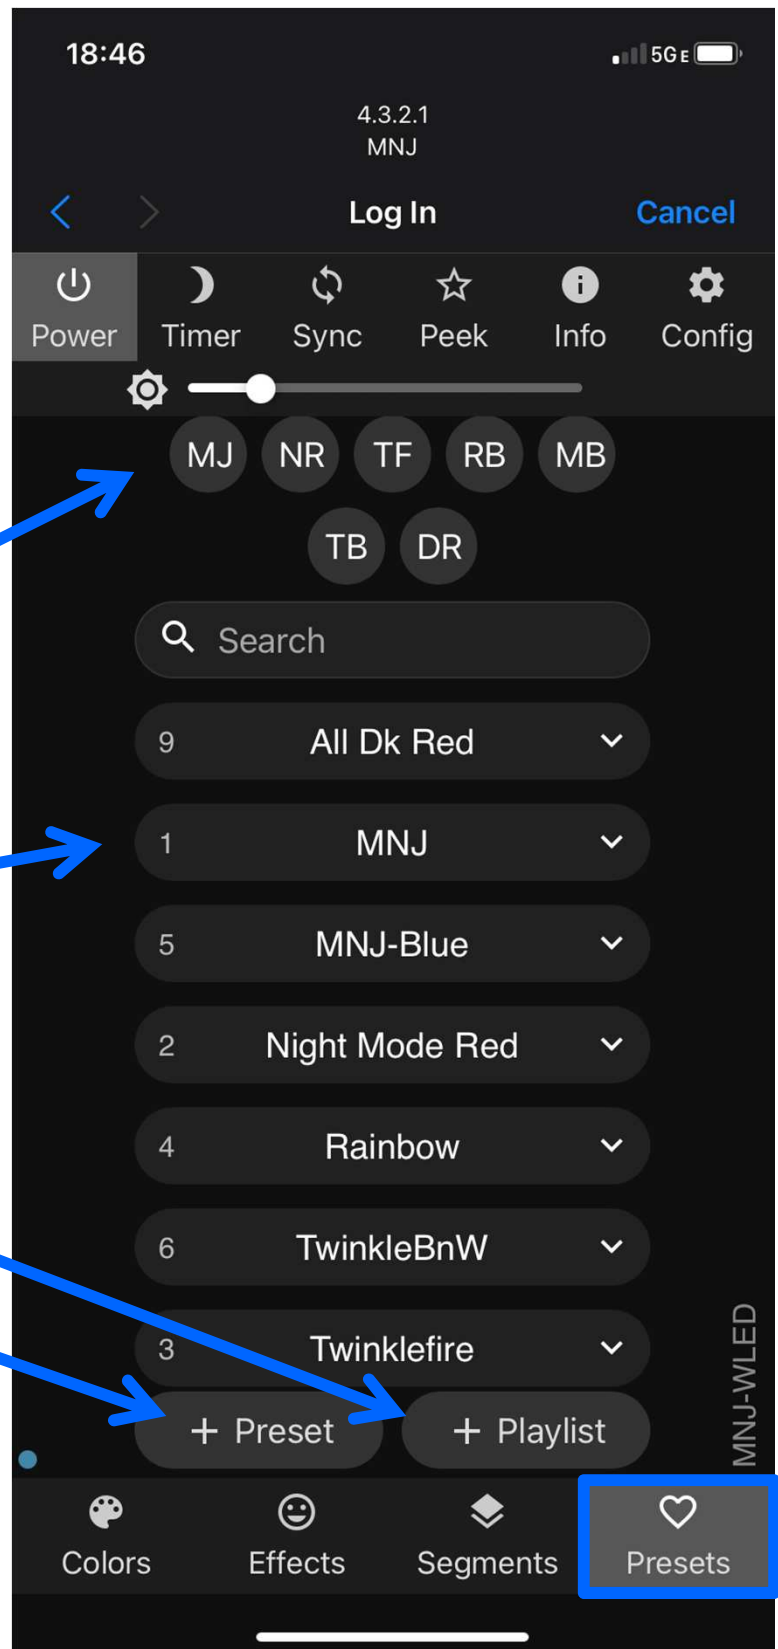 18:46 5GE
4.3.2.1
MNJ
Log In Cancel
Power Timer Sync Peek Info Config
MJ NR TF RB MB
TB DR
Search
9 All Dk Red
1 MNJ
5 MNJ-Blue
2 Night Mode Red
4 Rainbow
6 TwinkleBnW
3 Twinklefire
+ Preset + Playlist
MNJ-WLED
Colors Effects Segments Presets